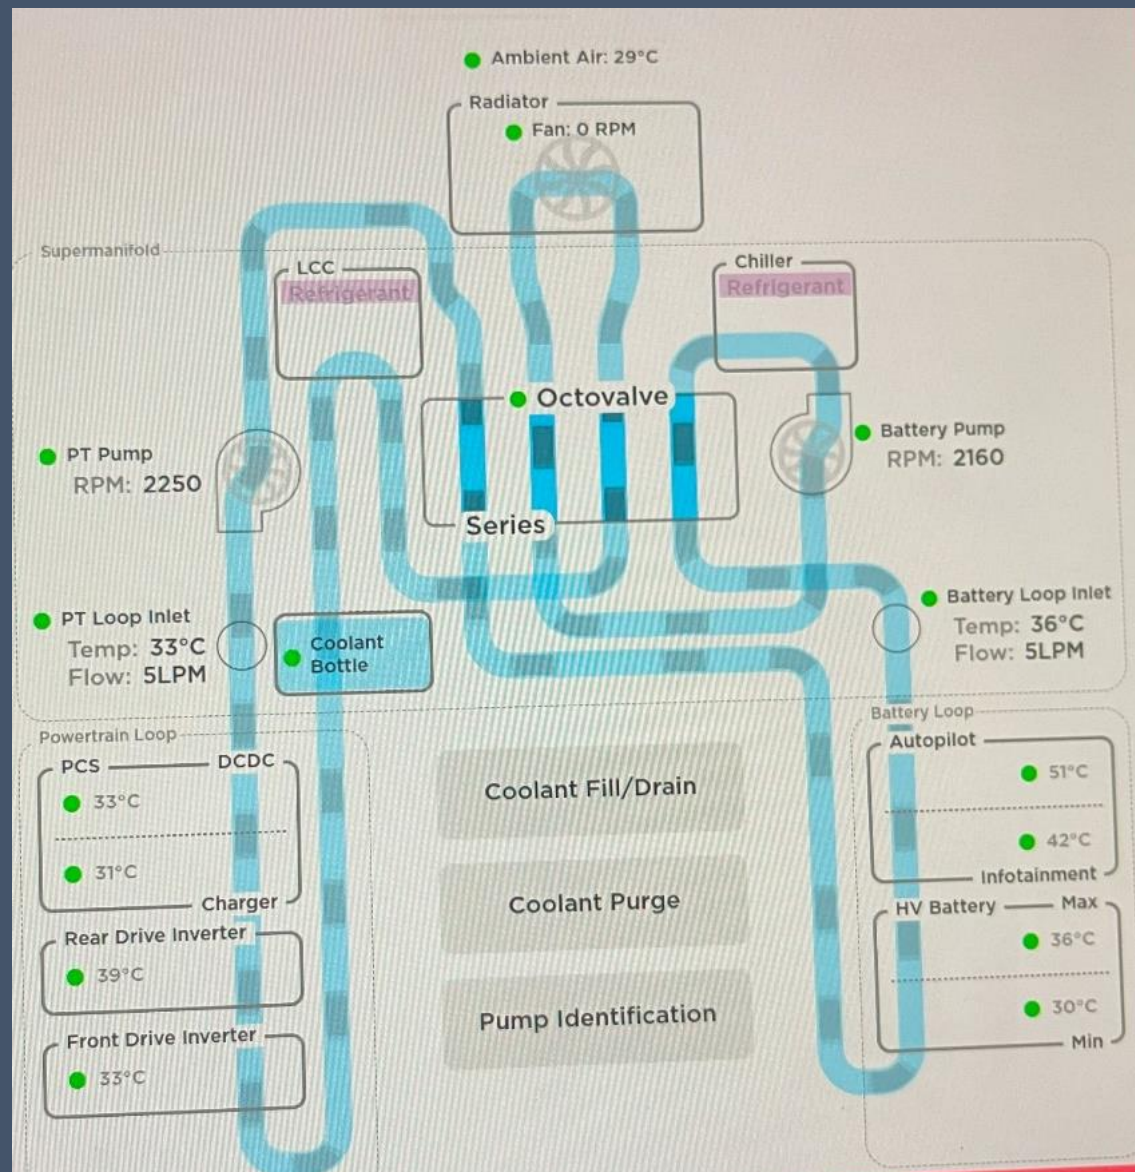 Ambient Air: 29°C
Radiator
Fan: 0 RPM
Supermanifold
LCC
Refrigerant
Chiller
Refrigerant
Octovalve
Series
PT Pump
RPM: 2250
Battery Pump
RPM: 2160
PT Loop Inlet
Temp: 33°C
Flow: 5LPM
Coolant
Bottle
Battery Loop Inlet
Temp: 36°C
Flow: 5LPM
Powertrain Loop
PCS
DCDC
33°C
31°C
Charger
Rear Drive Inverter
39°C
Front Drive Inverter
33°C
Coolant Fill/Drain
Coolant Purge
Pump Identification
Battery Loop
Autopilot
51°C
42°C
Infotainment
HV Battery
Max
36°C
30°C
Min